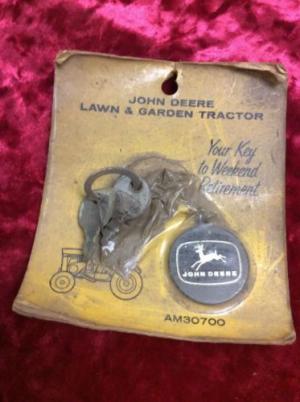 JOHN DEERE
LAWN & GARDEN TRACTOR
Your Key
to Weekend
Retirement
JOHN DEERE
AM30700